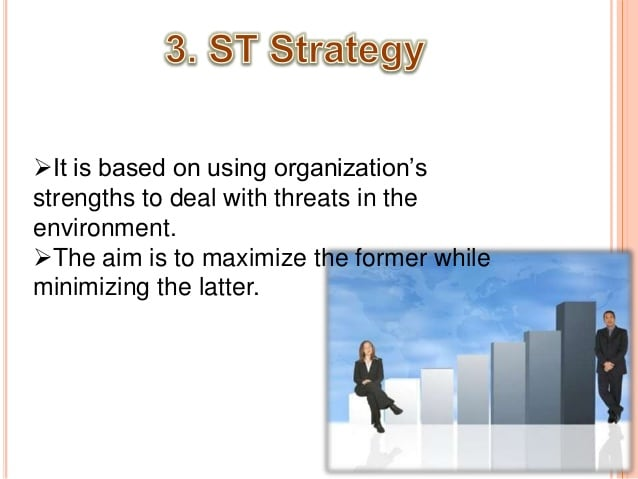 3. ST Strategy
➢It is based on using organization’s
strengths to deal with threats in the
environment.
➢The aim is to maximize the former while
minimizing the latter.